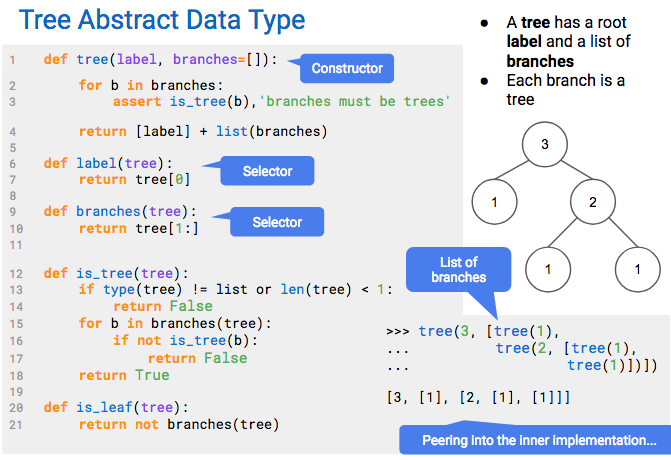 Tree Abstract Data Type
1 def tree(label, branches=[]):
Constructor
2 for b in branches:
3 assert is_tree(b),'branches must be trees'
4 return [label] + list(branches)
5
6 def label(tree):
7 return tree[0]
Selector
8
9 def branches(tree):
10 return tree[1:]
Selector
11
12 def is_tree(tree):
13 if type(tree) != list or len(tree) < 1:
14 return False
15 for b in branches(tree):
16 if not is_tree(b):
17 return False
18 return True
19
20 def is_leaf(tree):
21 return not branches(tree)
● A tree has a root
label and a list of
branches
● Each branch is a
tree
3
1 2
1 1
List of
branches
>>> tree(3, [tree(1),
... tree(2, [tree(1),
... tree(1)])])
[3, [1], [2, [1], [1]]]
Peering into the inner implementation...